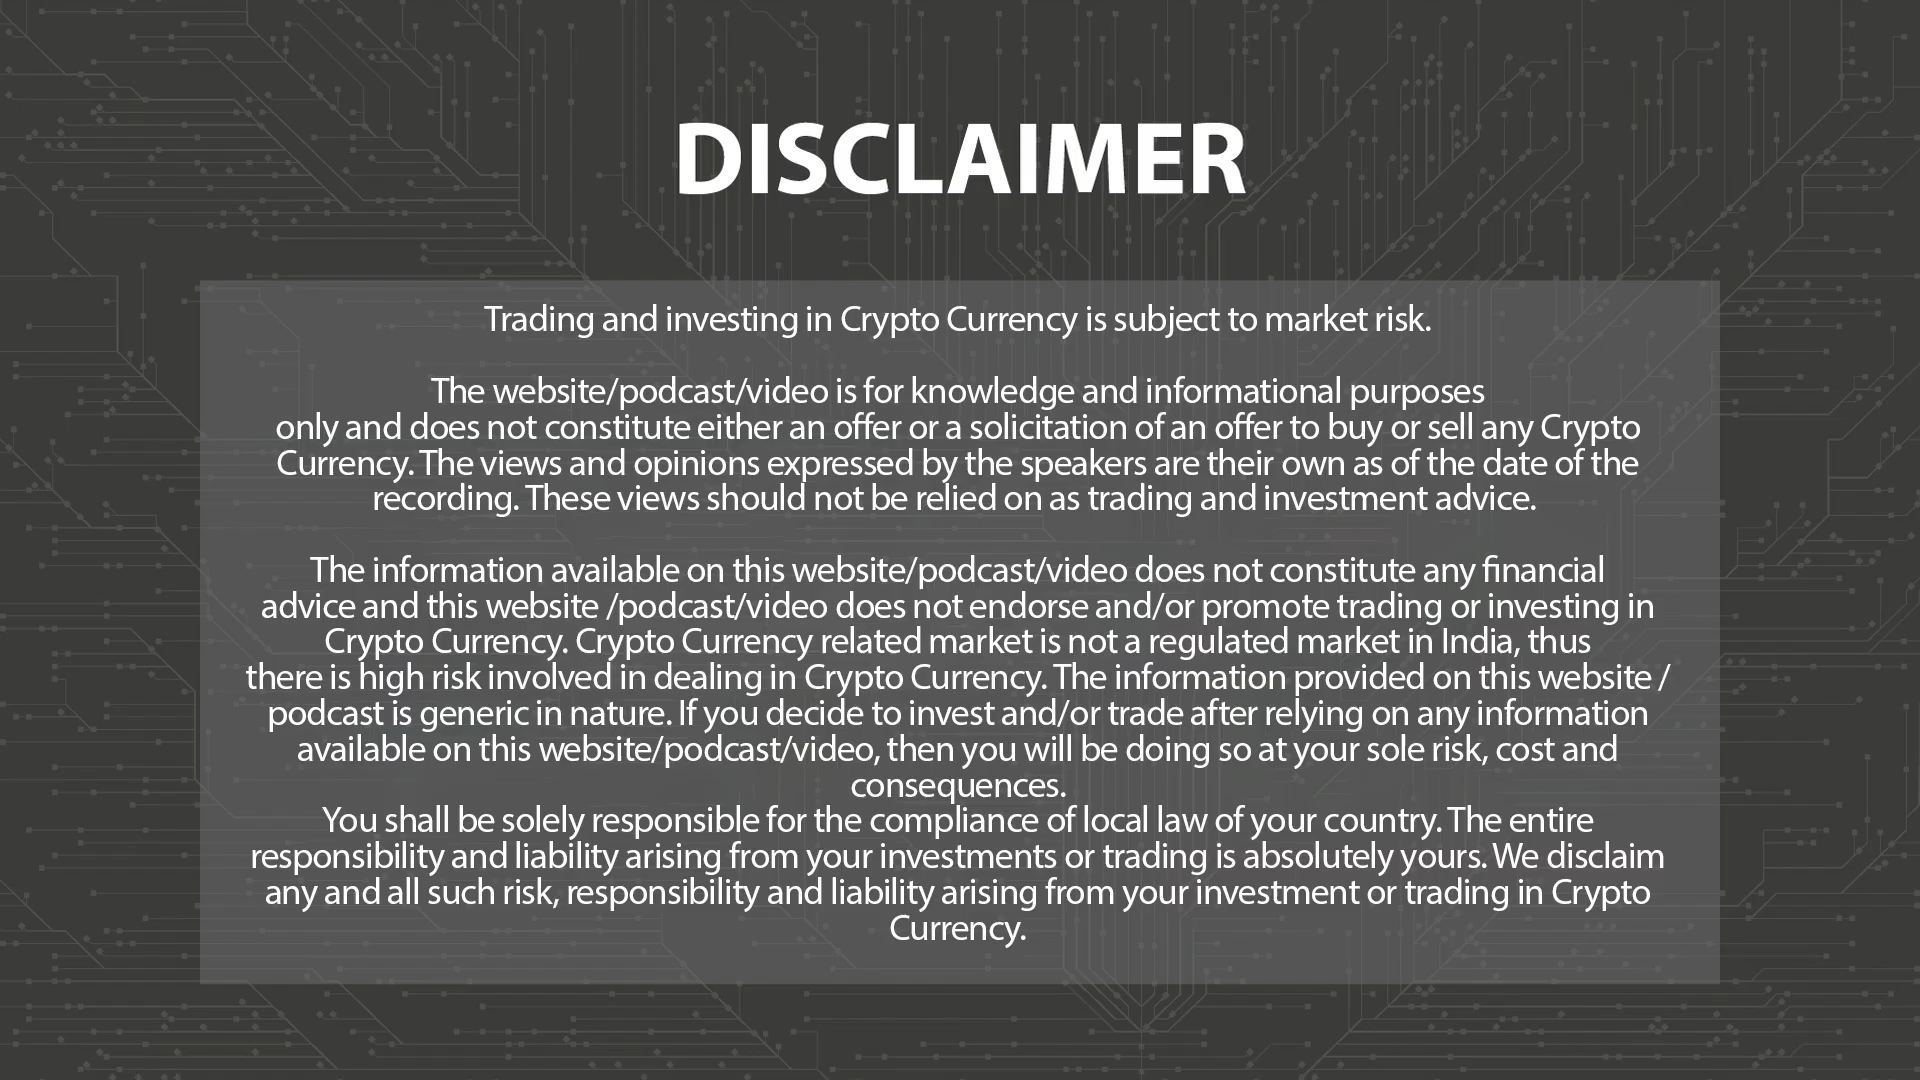 DISCLAIMER
Trading and investing in Crypto Currency is subject to market risk.
The website/podcast/video is for knowledge and informational purposes
only and does not constitute either an offer or a solicitation of an offer to buy or sell any Crypto
Currency. The views and opinions expressed by the speakers are their own as of the date of the
recording. These views should not be relied on as trading and investment advice.
The information available on this website/podcast/video does not constitute any financial
advice and this website /podcast/video does not endorse and/or promote trading or investing in
Crypto Currency. Crypto Currency related market is not a regulated market in India, thus
there is high risk involved in dealing in Crypto Currency. The information provided on this website /
podcast is generic in nature. If you decide to invest and/or trade after relying on any information
available on this website/podcast/video, then you will be doing so at your sole risk, cost and
consequences.
You shall be solely responsible for the compliance of local law of your country. The entire
responsibility and liability arising from your investments or trading is absolutely yours. We disclaim
any and all such risk, responsibility and liability arising from your investment or trading in Crypto
Currency.